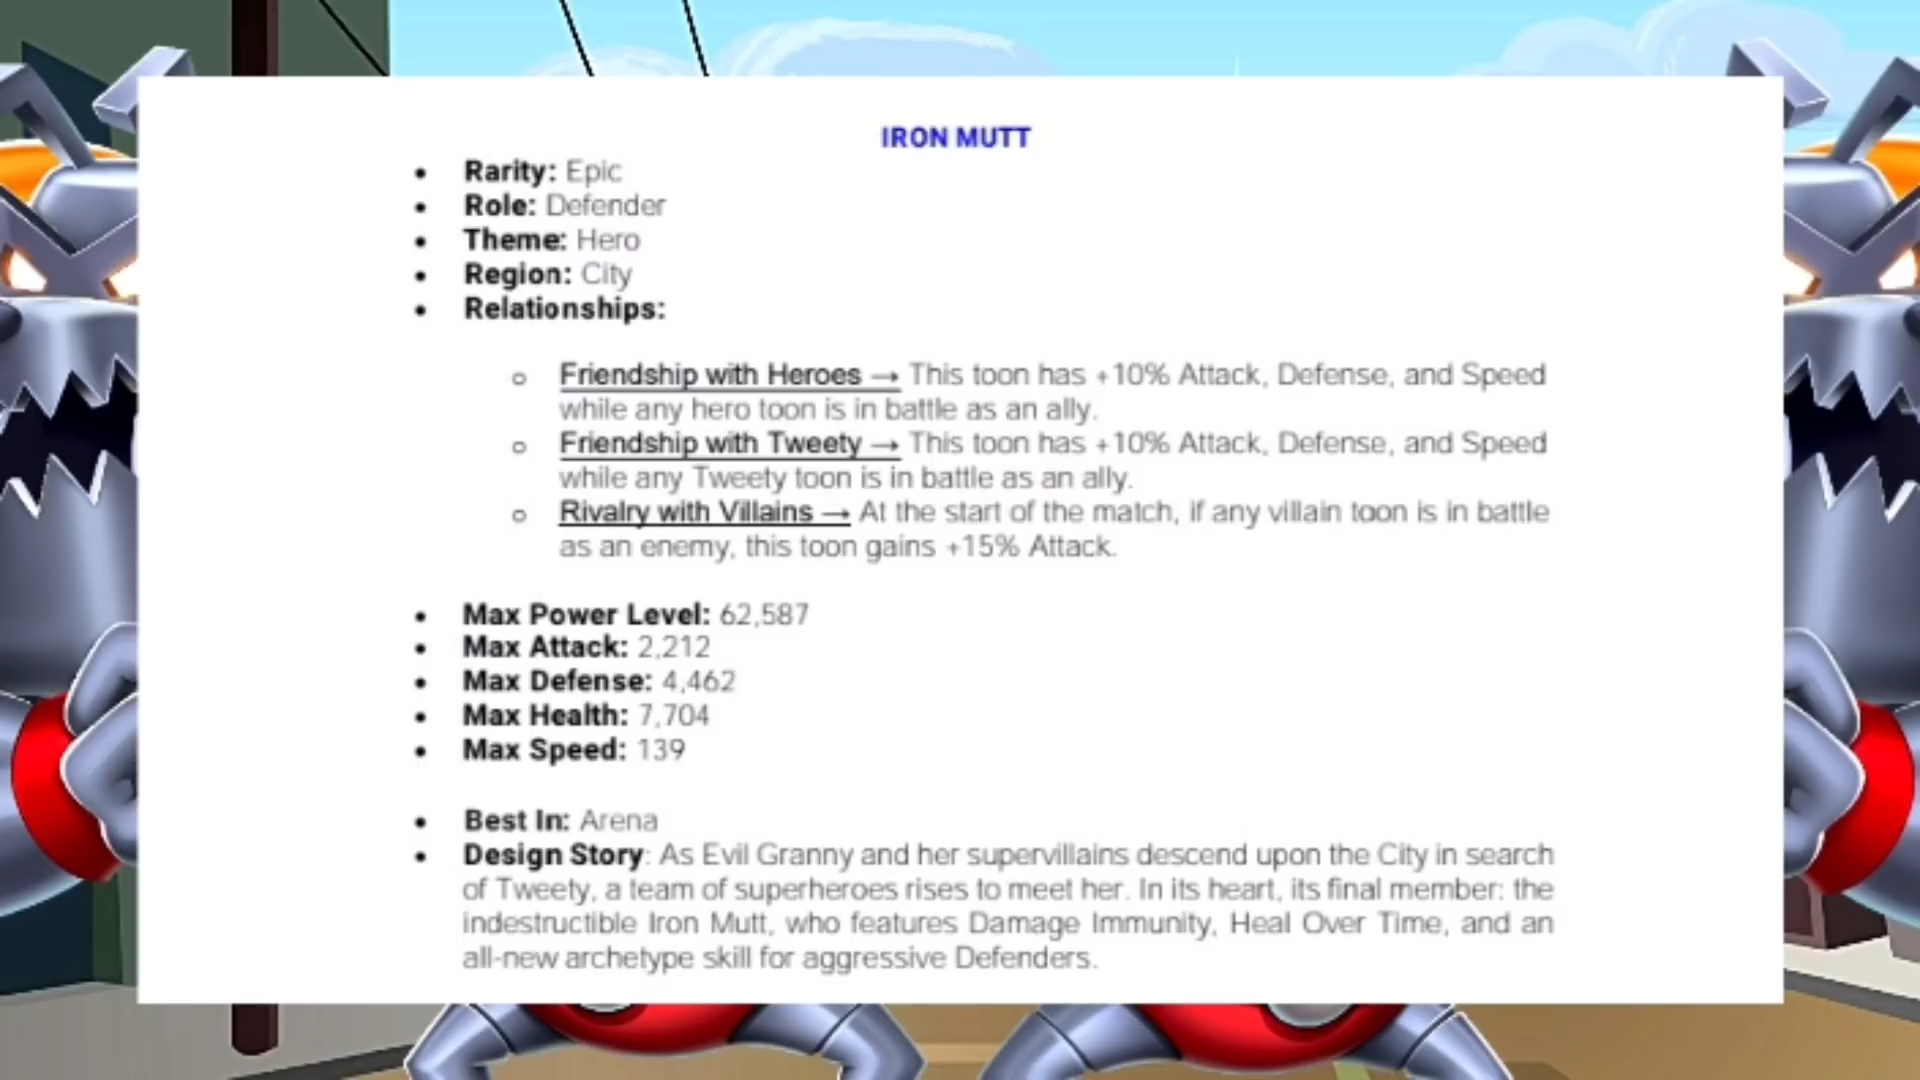 IRON MUTT
• Rarity: Epic
• Role: Defender
• Theme: Hero
• Region: City
• Relationships:
o Friendship with Heroes → This toon has +10% Attack, Defense, and Speed
while any hero toon is in battle as an ally.
o Friendship with Tweety → This toon has +10% Attack, Defense, and Speed
while any Tweety toon is in battle as an ally.
o Rivalry with Villains → At the start of the match, if any villain toon is in battle
as an enemy, this toon gains +15% Attack.
• Max Power Level: 62,587
• Max Attack: 2,212
• Max Defense: 4,462
• Max Health: 7,704
• Max Speed: 139
• Best In: Arena
• Design Story: As Evil Granny and her supervillains descend upon the City in search
of Tweety, a team of superheroes rises to meet her. In its heart, its final member: the
indestructible Iron Mutt, who features Damage Immunity, Heal Over Time, and an
all-new archetype skill for aggressive Defenders.